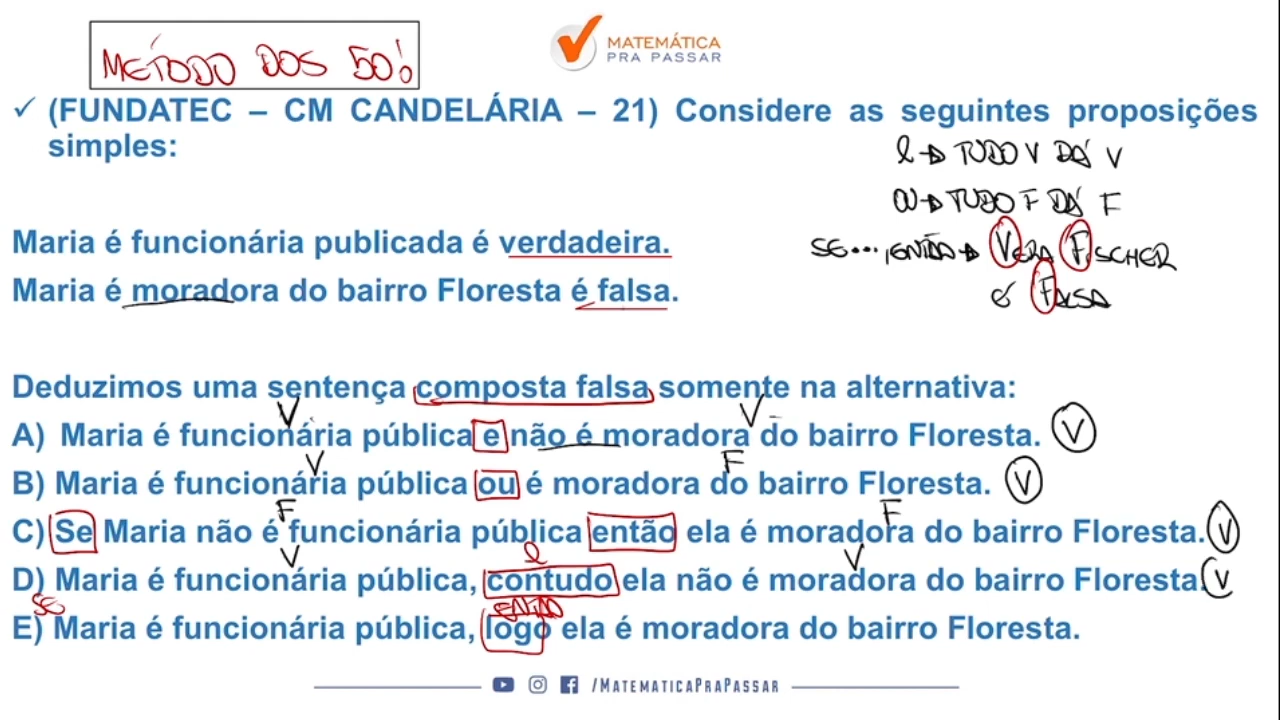 MÉTODO DOS 50!
MATEMÁTICA
PRA PASSAR
✓ (FUNDATEC – CM CANDELÁRIA – 21) Considere as seguintes proposições
simples:
e → TUDO V DÁ V
OU → TUDO F DÁ F
SE..., ENTÃO → VERA FISCHER
É FALSA
Maria é funcionária publicada é verdadeira.
Maria é moradora do bairro Floresta é falsa.
Deduzimos uma sentença composta falsa somente na alternativa:
V V
A) Maria é funcionária pública e não é moradora do bairro Floresta. V
V F
B) Maria é funcionária pública ou é moradora do bairro Floresta. V
F F
C) Se Maria não é funcionária pública então ela é moradora do bairro Floresta. V
V e V
D) Maria é funcionária pública, contudo ela não é moradora do bairro Floresta. V
SE ENTÃO
E) Maria é funcionária pública, logo ela é moradora do bairro Floresta.
/MATEMATICAPRAPASSAR